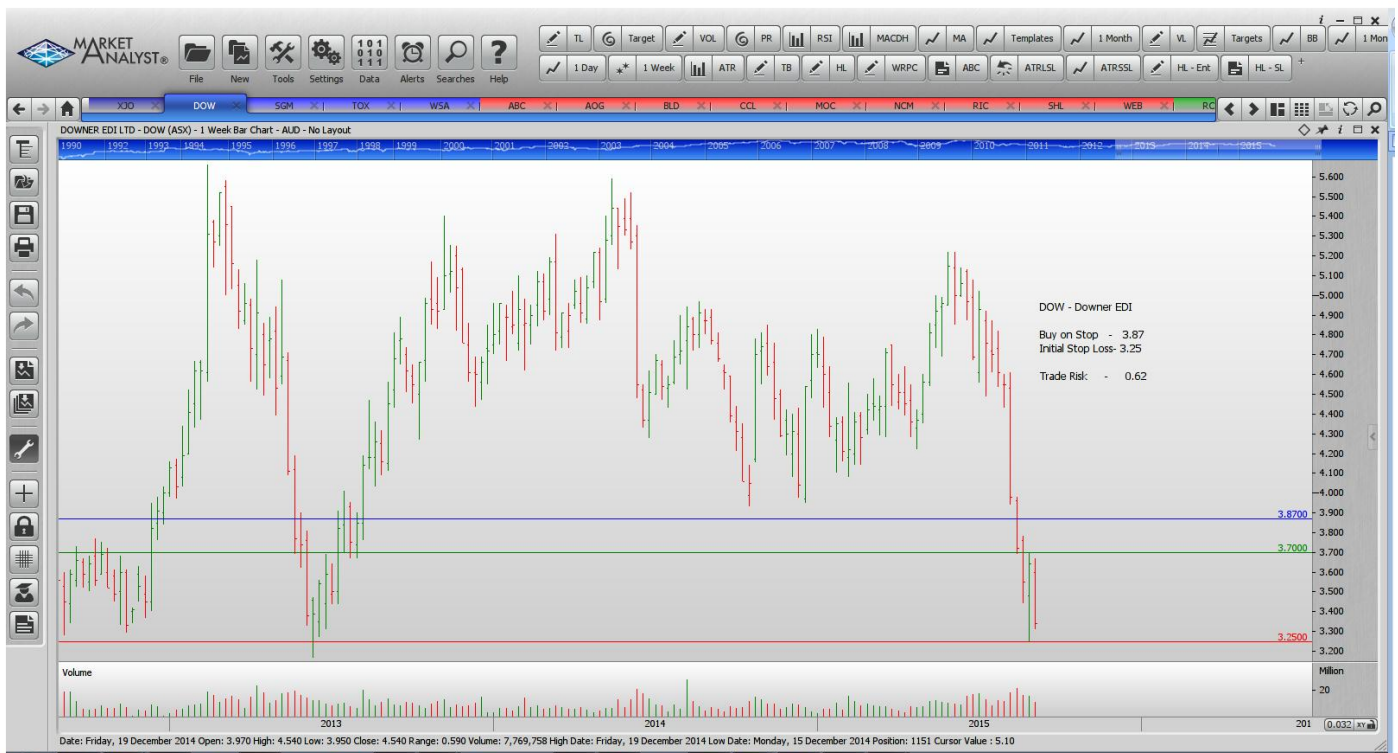 MARKET
ANALYST®
File New Tools Settings Data Alerts Searches Help
TL Target VOL PR RSI MACDH MA Templates 1 Month VL Targets BB 1 Mon
1 Day 1 Week ATR TB HL WRPC ABC ATRLSL ATRSSL HL - Ent HL - SL
XJO DOW SGM TOX WSA ABC AOG BLD CCL MOC NCM RIC SHL WEB RC
DOWNER EDI LTD - DOW (ASX) - 1 Week Bar Chart - AUD - No Layout
1990 1992 1993 1994 1995 1996 1997 1998 1999 2000 2001 2002 2003 2004 2005 2006 2007 2008 2009 2010 2011 2012 2013 2014 2015
5.600
5.500
5.400
5.300
5.200
5.100
5.000
4.900
4.800
4.700
4.600
4.500
4.400
4.300
4.200
4.100
4.000
3.900
3.800
3.700
3.600
3.500
3.400
3.300
3.200
DOW - Downer EDI
Buy on Stop - 3.87
Initial Stop Loss- 3.25
Trade Risk - 0.62
3.8700
3.7000
3.2500
Volume
Million
20
2013 2014 2015 201
0.032 XY
Date: Friday, 19 December 2014 Open: 3.970 High: 4.540 Low: 3.950 Close: 4.540 Range: 0.590 Volume: 7,769,758 High Date: Friday, 19 December 2014 Low Date: Monday, 15 December 2014 Position: 1151 Cursor Value : 5.10